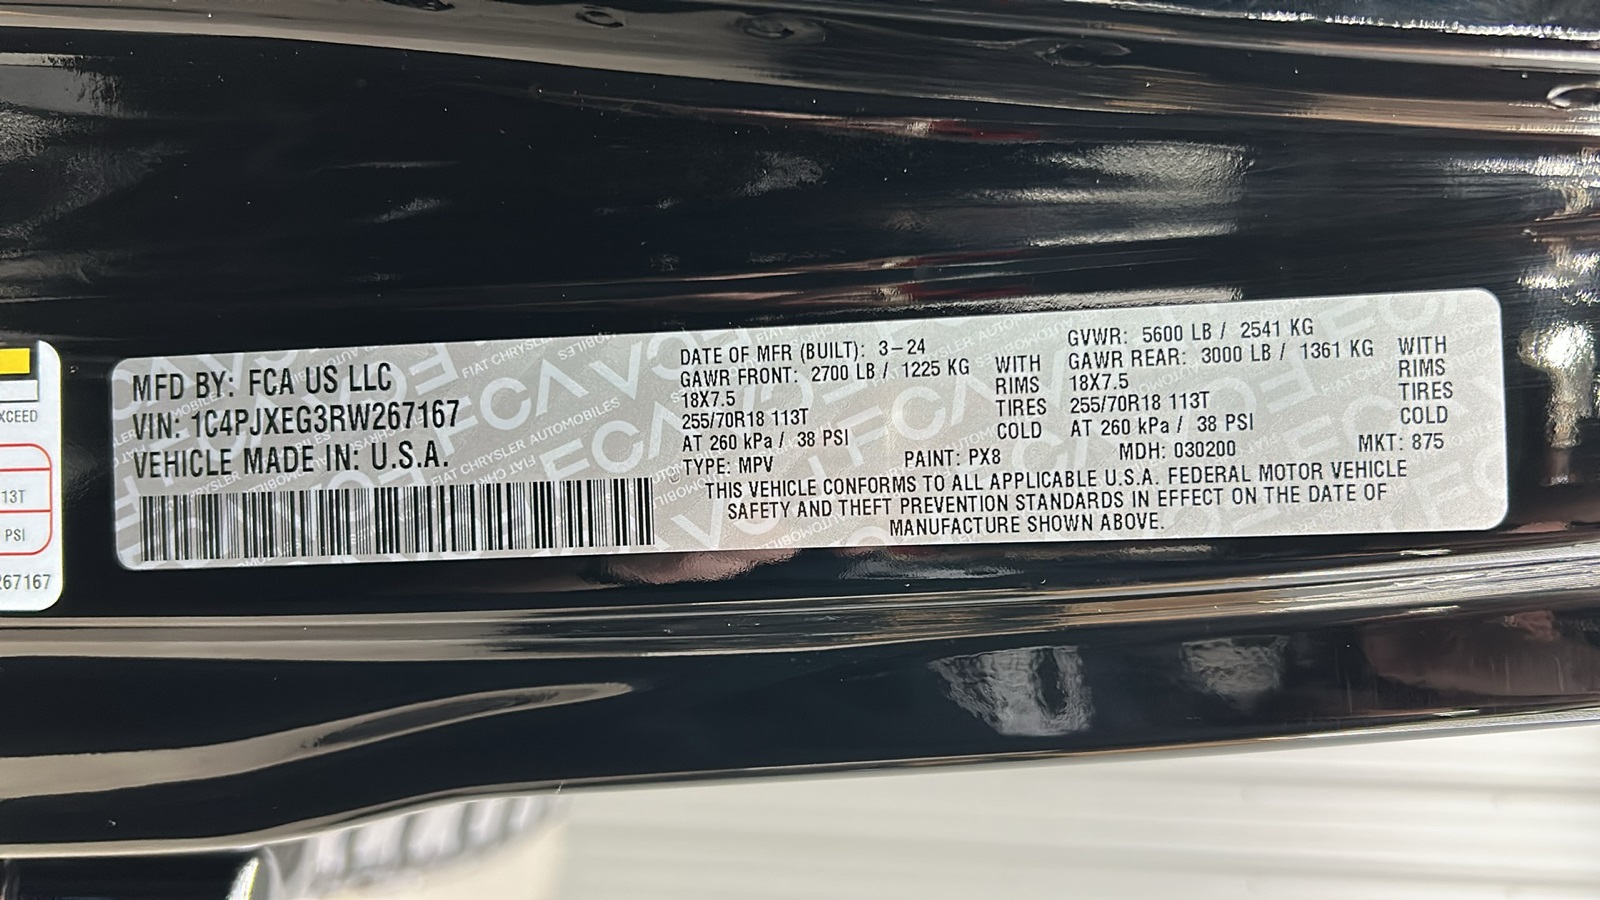 XCEED
13T
PSI
267167
MFD BY: FCA US LLC
VIN: 1C4PJXEG3RW267167
VEHICLE MADE IN: U.S.A.
DATE OF MFR (BUILT): 3-24
GAWR FRONT: 2700 LB / 1225 KG WITH
18X7.5 RIMS
255/70R18 113T TIRES
AT 260 kPa / 38 PSI COLD
GVWR: 5600 LB / 2541 KG
GAWR REAR: 3000 LB / 1361 KG WITH
18X7.5 RIMS
255/70R18 113T TIRES
AT 260 kPa / 38 PSI COLD
TYPE: MPV PAINT: PX8 MDH: 030200 MKT: 875
THIS VEHICLE CONFORMS TO ALL APPLICABLE U.S.A. FEDERAL MOTOR VEHICLE
SAFETY AND THEFT PREVENTION STANDARDS IN EFFECT ON THE DATE OF
MANUFACTURE SHOWN ABOVE.
FCA
FIAT CHRYSLER AUTOMOBILES